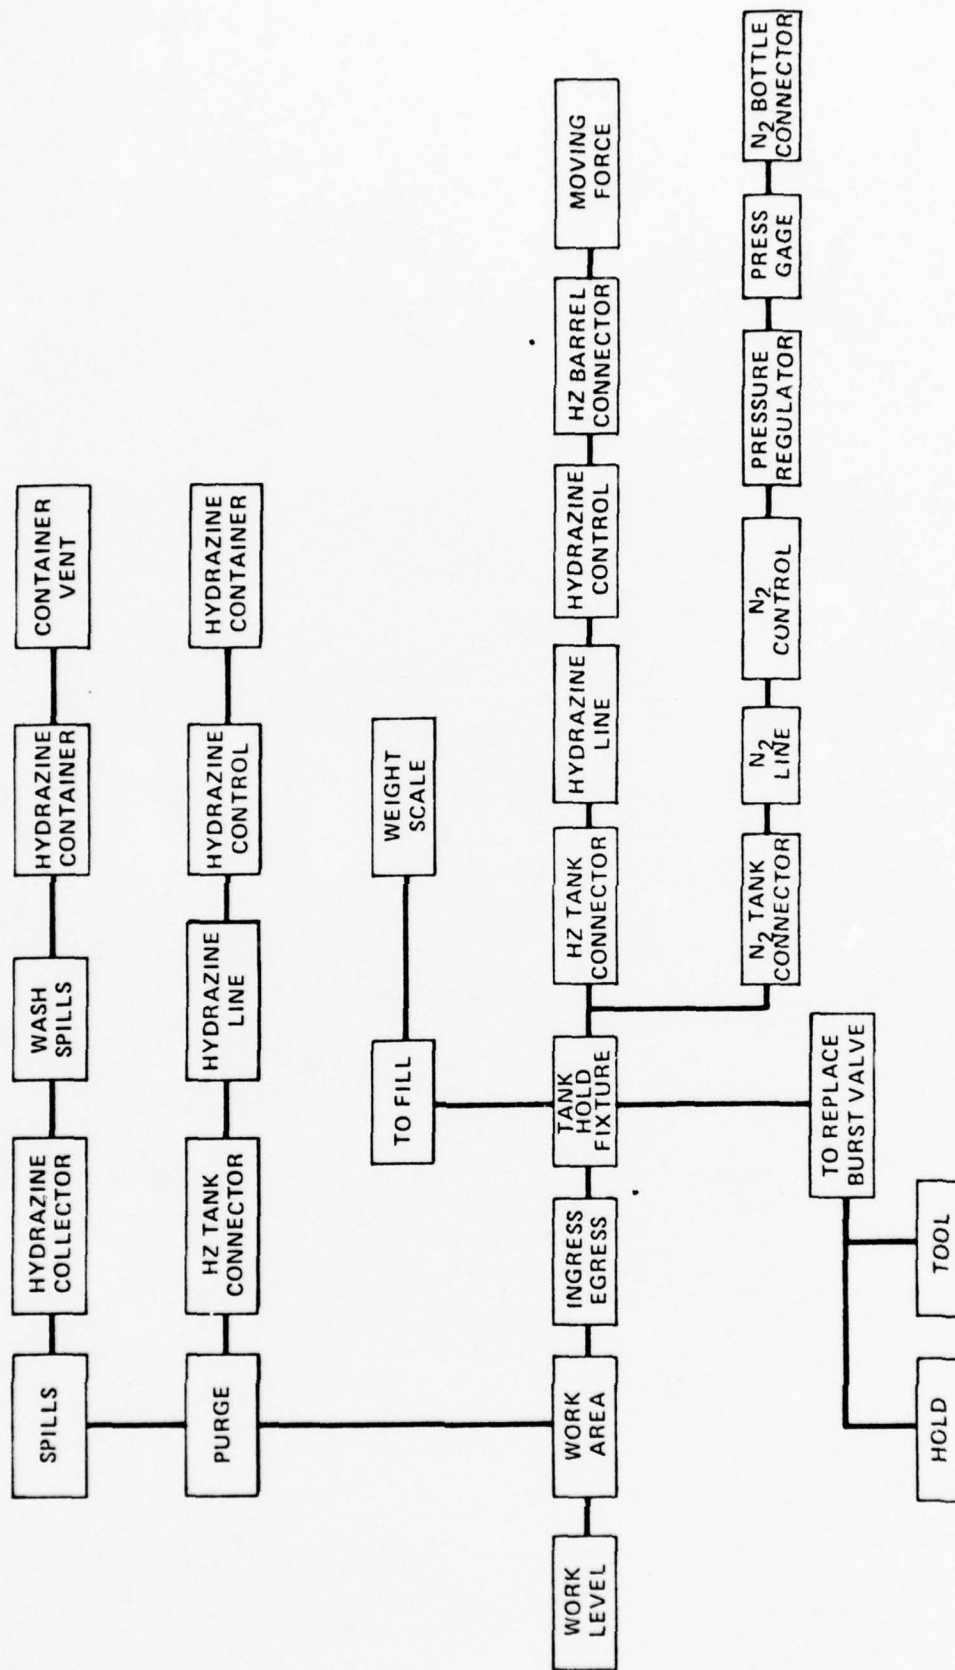 SPILLS
HYDRAZINE
COLLECTOR
WASH
SPILLS
HYDRAZINE
CONTAINER
CONTAINER
VENT
PURGE
HZ TANK
CONNECTOR
HYDRAZINE
LINE
HYDRAZINE
CONTROL
HYDRAZINE
CONTAINER
TO FILL
WEIGHT
SCALE
WORK
LEVEL
WORK
AREA
INGRESS
EGRESS
TANK
HOLD
FIXTURE
HZ TANK
CONNECTOR
HYDRAZINE
LINE
HYDRAZINE
CONTROL
HZ BARREL
CONNECTOR
MOVING
FORCE
N₂ TANK
CONNECTOR
N₂
LINE
N₂
CONTROL
PRESSURE
REGULATOR
PRESS
GAGE
N₂ BOTTLE
CONNECTOR
TO REPLACE
BURST VALVE
HOLD
TOOL